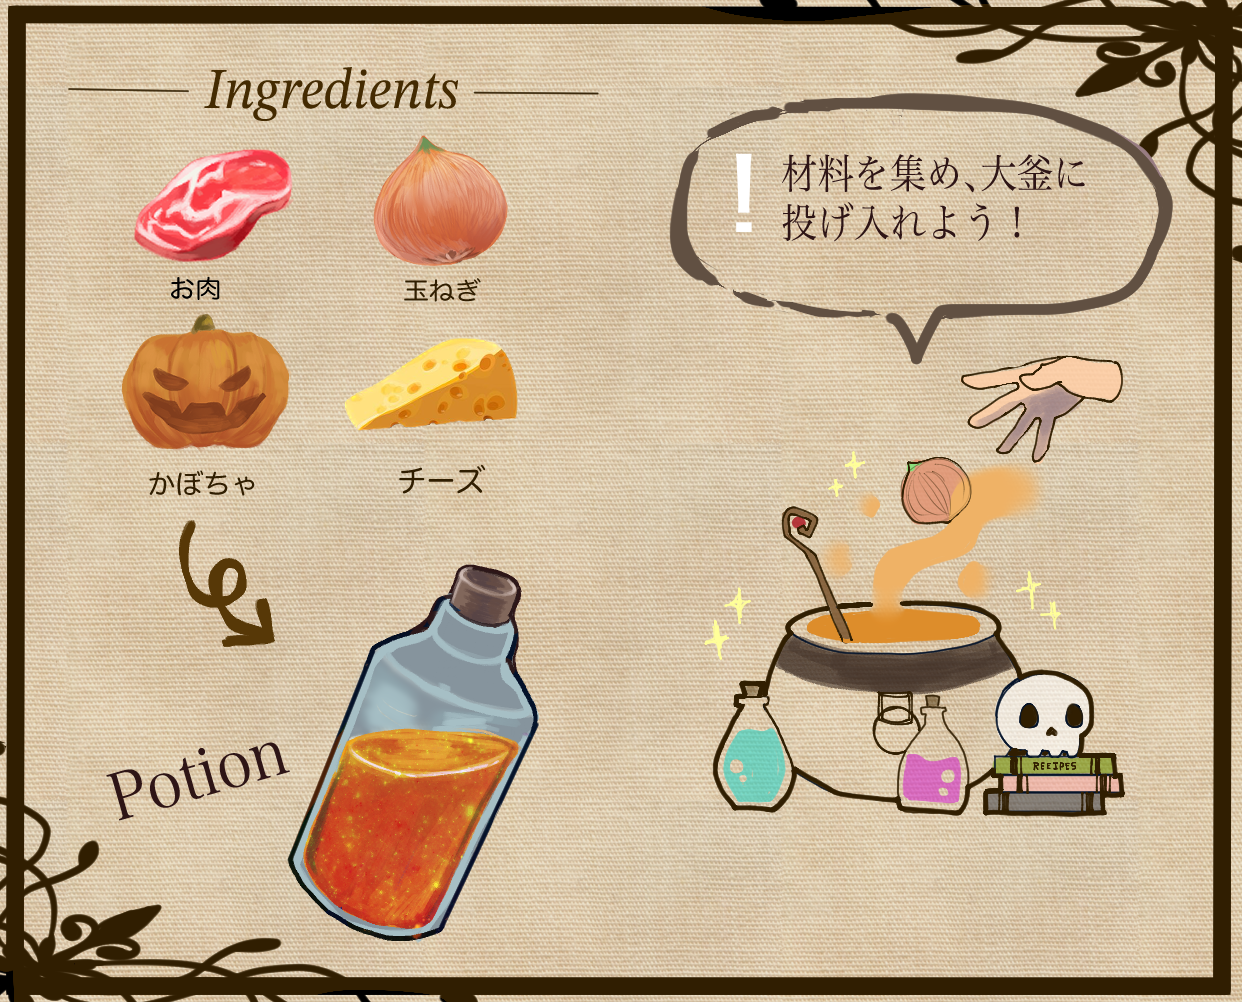 Ingredients
お肉
玉ねぎ
かぼちゃ
チーズ
Potion
! 材料を集め、大釜に
投げ入れよう！
RECIPES